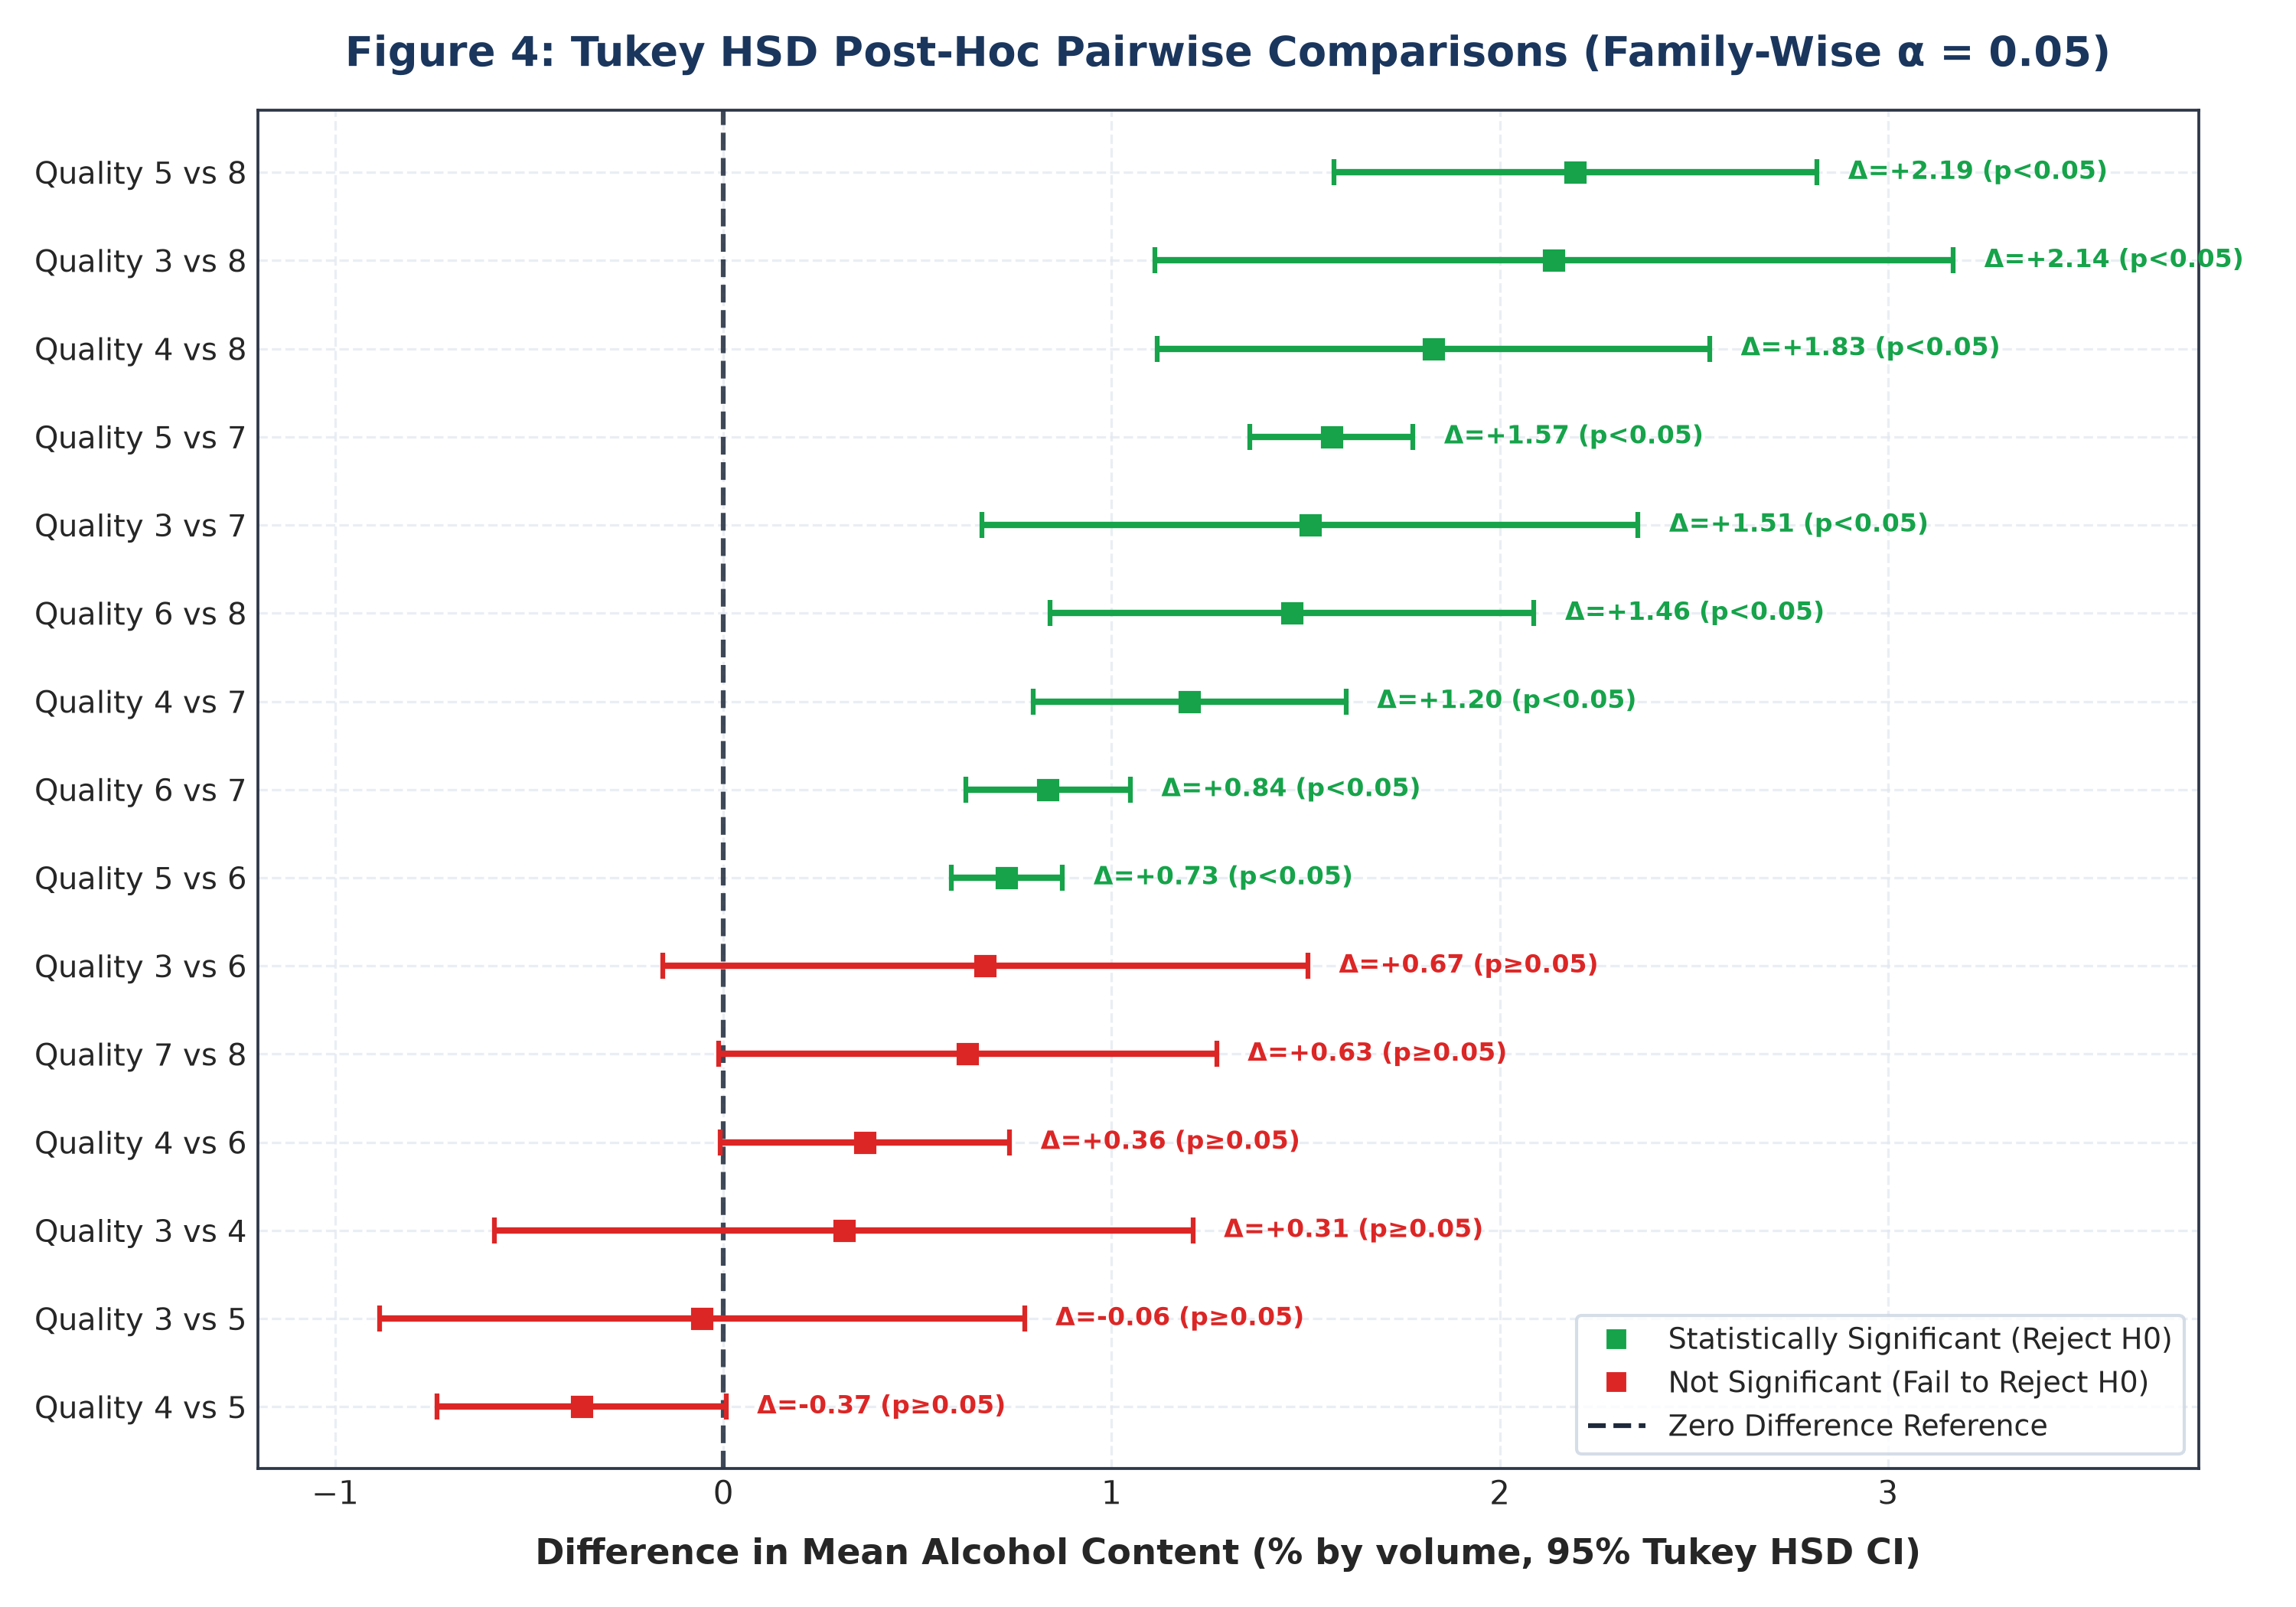 Figure 4: Tukey HSD Post-Hoc Pairwise Comparisons (Family-Wise α = 0.05)
Quality 5 vs 8 Δ=+2.19 (p<0.05)
Quality 3 vs 8 Δ=+2.14 (p<0.05)
Quality 4 vs 8 Δ=+1.83 (p<0.05)
Quality 5 vs 7 Δ=+1.57 (p<0.05)
Quality 3 vs 7 Δ=+1.51 (p<0.05)
Quality 6 vs 8 Δ=+1.46 (p<0.05)
Quality 4 vs 7 Δ=+1.20 (p<0.05)
Quality 6 vs 7 Δ=+0.84 (p<0.05)
Quality 5 vs 6 Δ=+0.73 (p<0.05)
Quality 3 vs 6 Δ=+0.67 (p≥0.05)
Quality 7 vs 8 Δ=+0.63 (p≥0.05)
Quality 4 vs 6 Δ=+0.36 (p≥0.05)
Quality 3 vs 4 Δ=+0.31 (p≥0.05)
Quality 3 vs 5 Δ=-0.06 (p≥0.05)
Quality 4 vs 5 Δ=-0.37 (p≥0.05)
Statistically Significant (Reject H0)
Not Significant (Fail to Reject H0)
Zero Difference Reference
−1 0 1 2 3
Difference in Mean Alcohol Content (% by volume, 95% Tukey HSD CI)